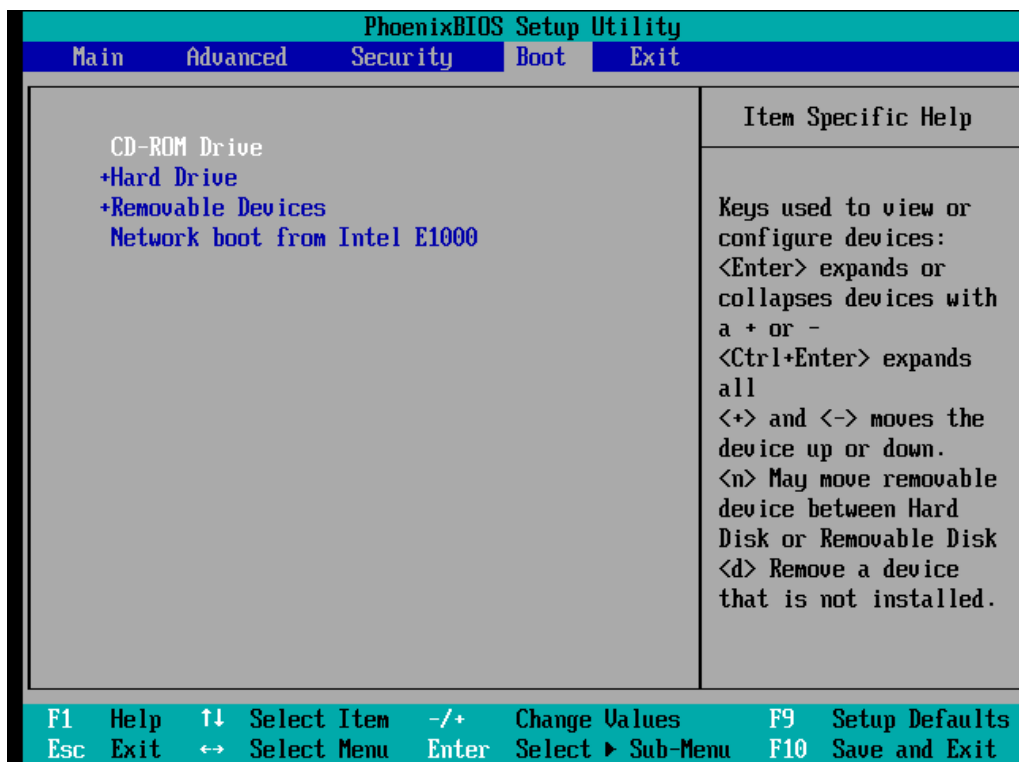 PhoenixBIOS Setup Utility
Main Advanced Security Boot Exit
CD-ROM Drive
+Hard Drive
+Removable Devices
Network boot from Intel E1000
Item Specific Help
Keys used to view or
configure devices:
<Enter> expands or
collapses devices with
a + or -
<Ctrl+Enter> expands
all
<+> and <-> moves the
device up or down.
<n> May move removable
device between Hard
Disk or Removable Disk
<d> Remove a device
that is not installed.
F1 Help ↑↓ Select Item -/+ Change Values F9 Setup Defaults
Esc Exit ↔ Select Menu Enter Select ▶ Sub-Menu F10 Save and Exit